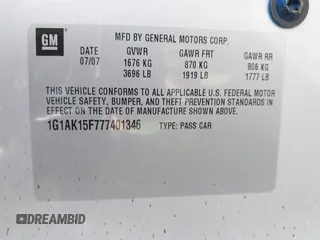 GM
MFD BY GENERAL MOTORS CORP.
DATE GVWR GAWR FRT GAWR RR
07/07 1676 KG 870 KG 806 KG
3696 LB 1919 LB 1777 LB
THIS VEHICLE CONFORMS TO ALL APPLICABLE U.S. FEDERAL MOTOR
VEHICLE SAFETY, BUMPER, AND THEFT PREVENTION STANDARDS IN
EFFECT ON THE DATE OF MANUFACTURE SHOWN ABOVE.
1G1AK15F777401346 TYPE: PASS CAR
DREAMBID